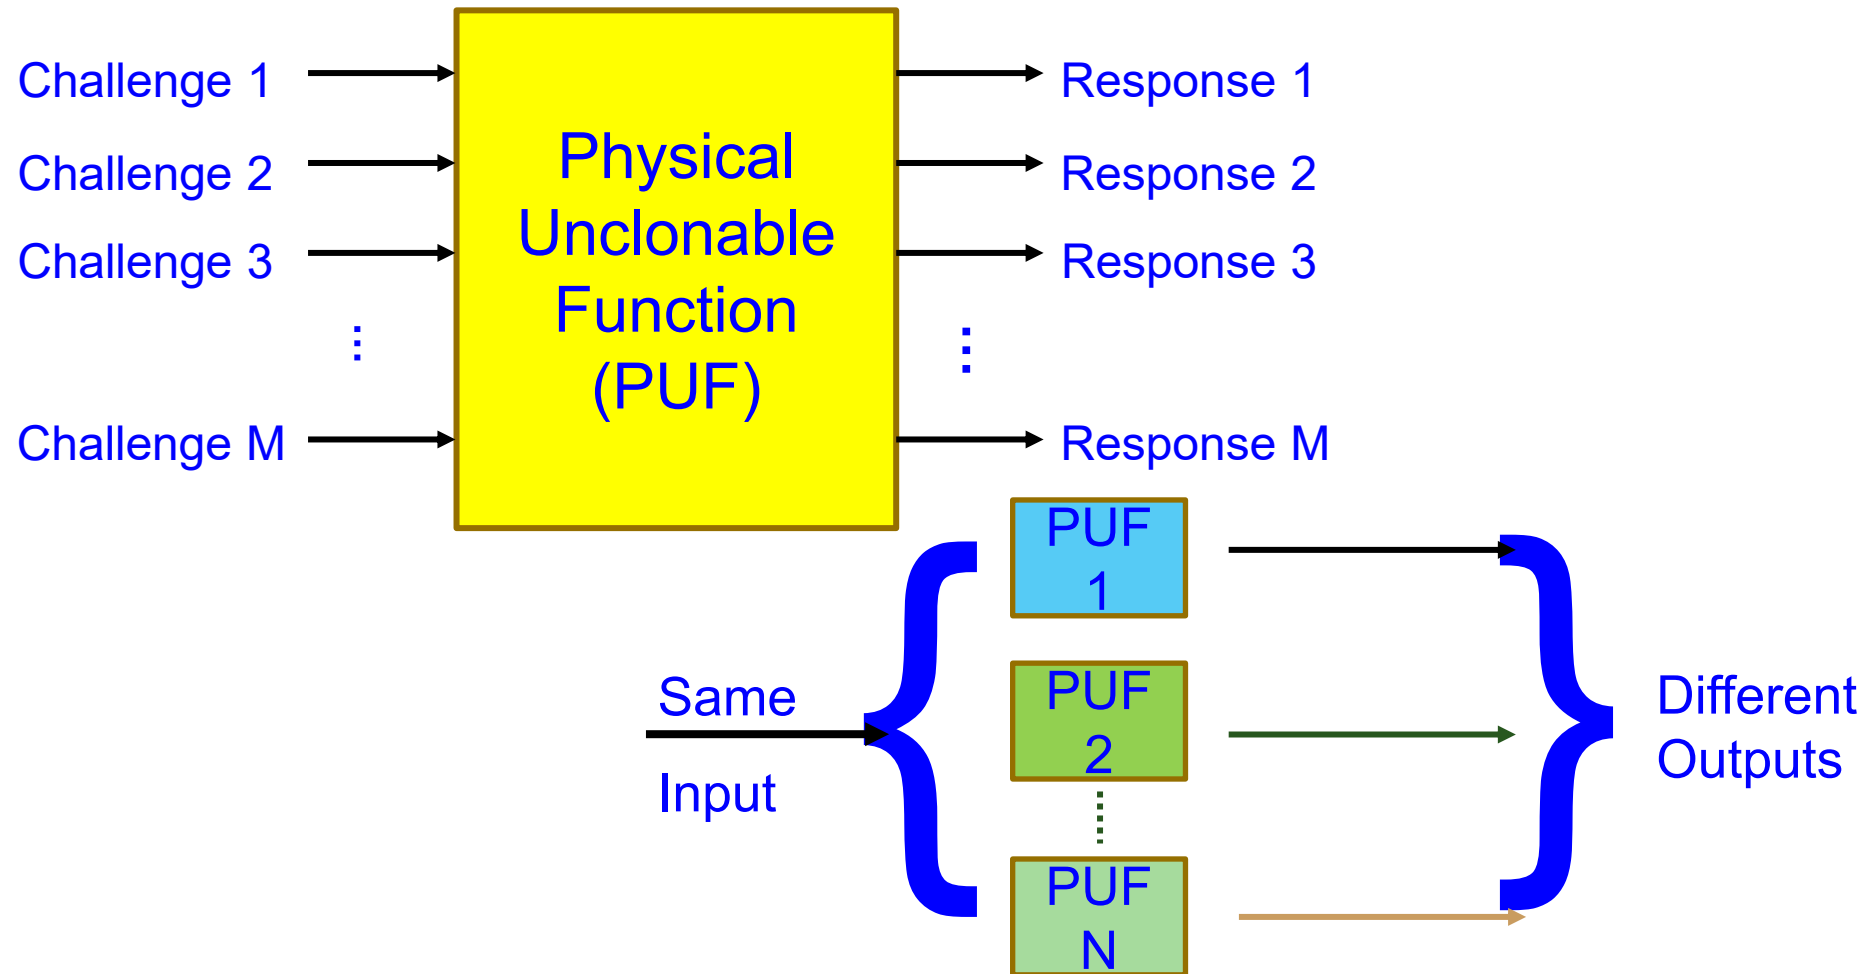 Challenge 1
Challenge 2
Challenge 3
⋮
Challenge M
Physical
Unclonable
Function
(PUF)
Response 1
Response 2
Response 3
⋮
Response M
Same
Input
PUF
1
PUF
2
PUF
N
Different
Outputs